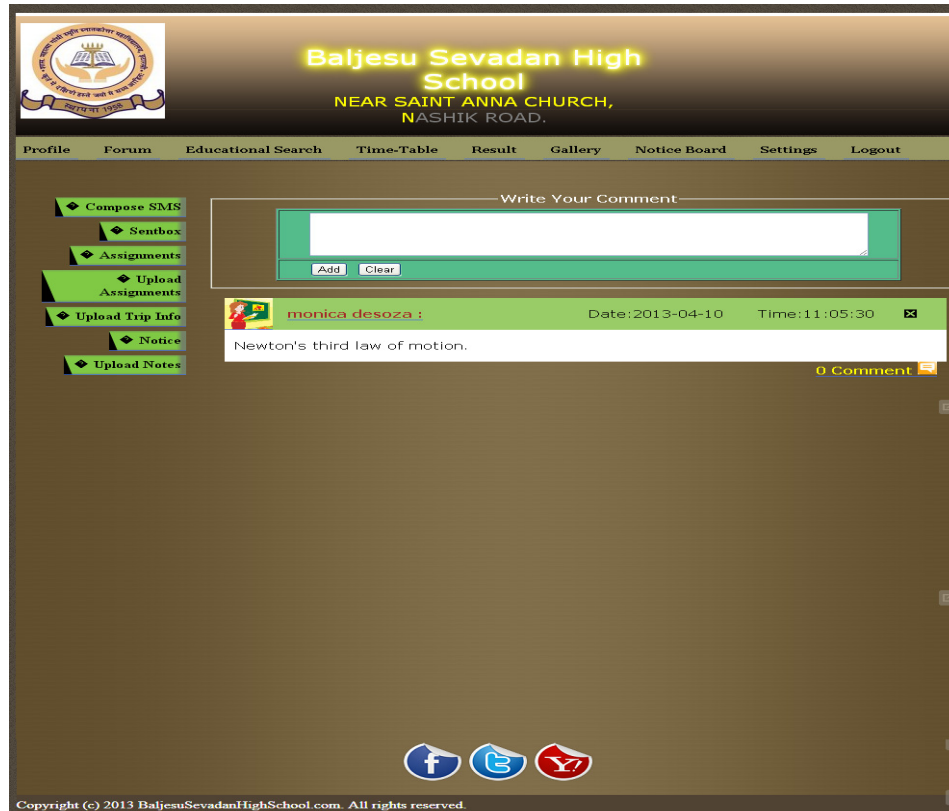 स्थापना 1958
Baljesu Sevadan High
School
NEAR SAINT ANNA CHURCH,
NASHIK ROAD.
Profile Forum Educational Search Time-Table Result Gallery Notice Board Settings Logout
Compose SMS
Sentbox
Assignments
Upload
Assignments
Upload Trip Info
Notice
Upload Notes
Write Your Comment
Add Clear
monica desoza : Date:2013-04-10 Time:11:05:30
Newton's third law of motion.
0 Comment
Copyright (c) 2013 BaljesuSevadanHighSchool.com. All rights reserved.